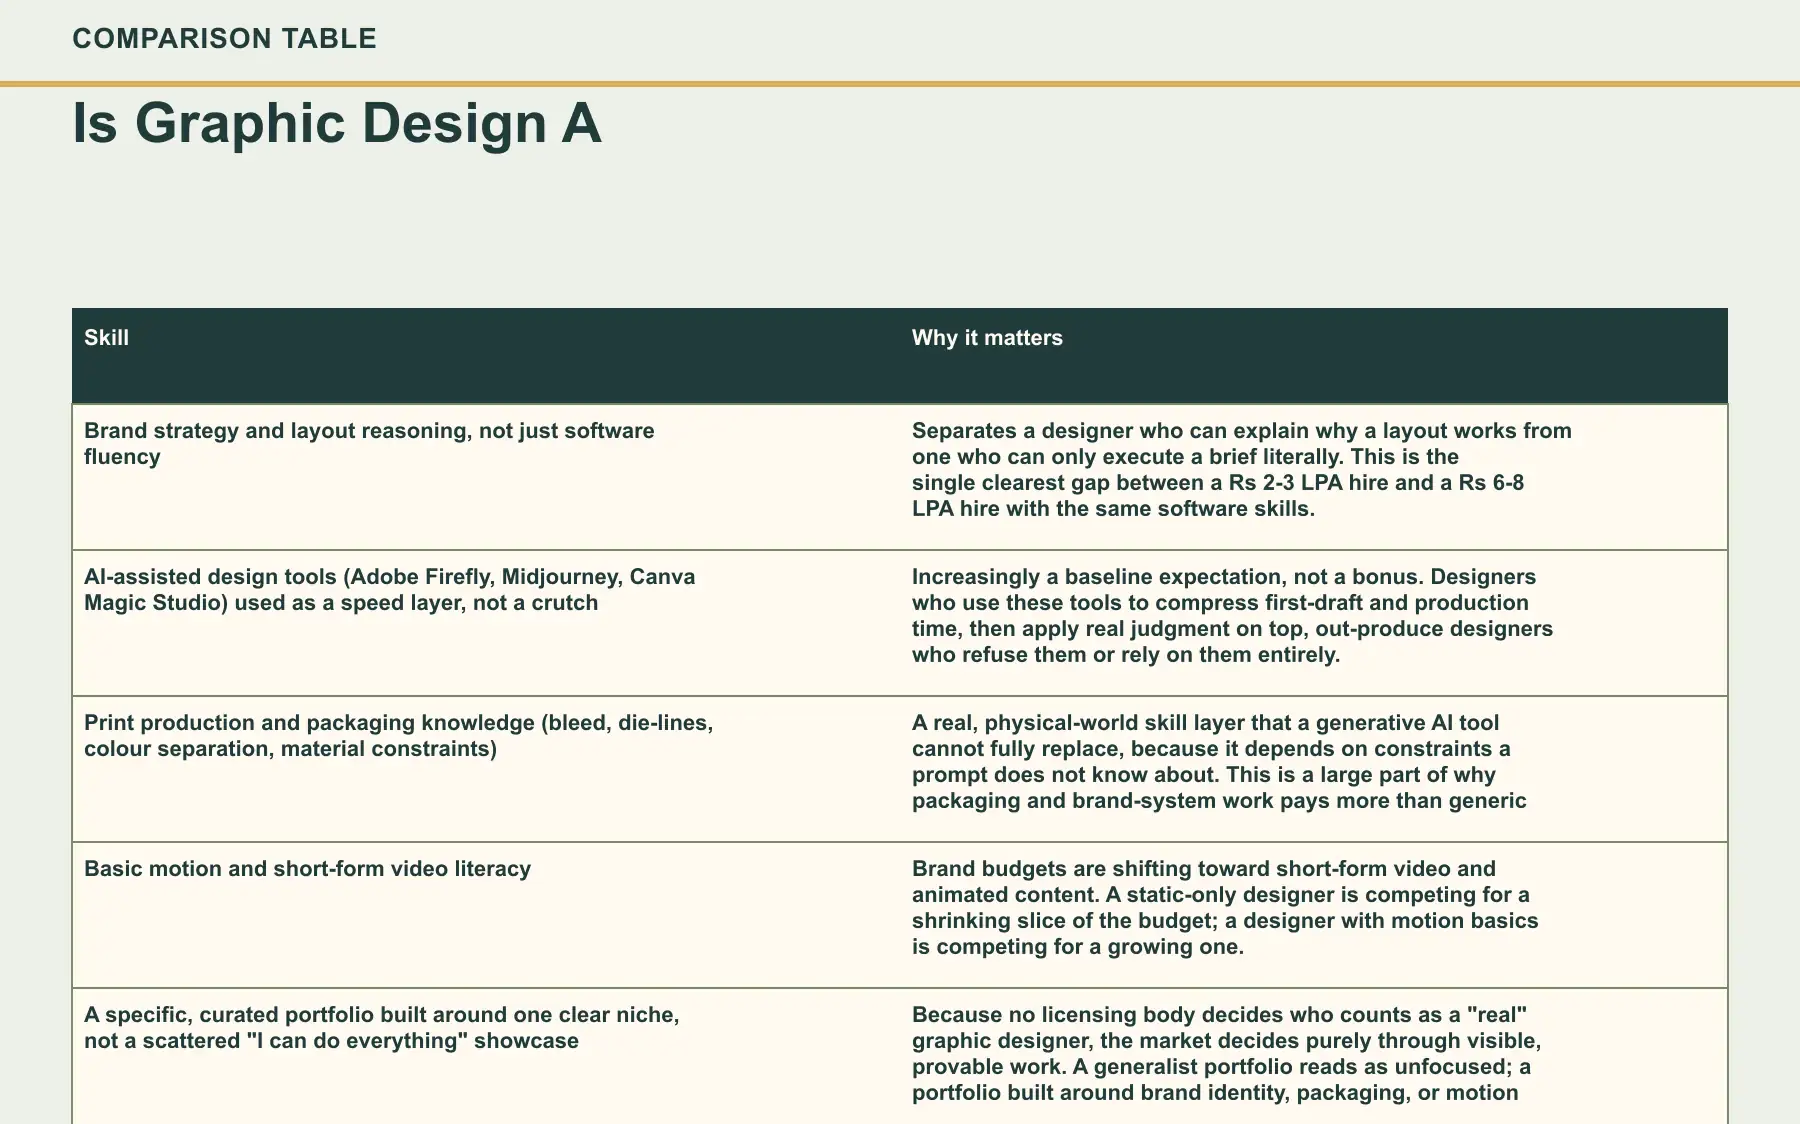 COMPARISON TABLE
Is Graphic Design A
Skill
Why it matters
Brand strategy and layout reasoning, not just software
fluency
Separates a designer who can explain why a layout works from
one who can only execute a brief literally. This is the
single clearest gap between a Rs 2-3 LPA hire and a Rs 6-8
LPA hire with the same software skills.
AI-assisted design tools (Adobe Firefly, Midjourney, Canva
Magic Studio) used as a speed layer, not a crutch
Increasingly a baseline expectation, not a bonus. Designers
who use these tools to compress first-draft and production
time, then apply real judgment on top, out-produce designers
who refuse them or rely on them entirely.
Print production and packaging knowledge (bleed, die-lines,
colour separation, material constraints)
A real, physical-world skill layer that a generative AI tool
cannot fully replace, because it depends on constraints a
prompt does not know about. This is a large part of why
packaging and brand-system work pays more than generic
Basic motion and short-form video literacy
Brand budgets are shifting toward short-form video and
animated content. A static-only designer is competing for a
shrinking slice of the budget; a designer with motion basics
is competing for a growing one.
A specific, curated portfolio built around one clear niche,
not a scattered "I can do everything" showcase
Because no licensing body decides who counts as a "real"
graphic designer, the market decides purely through visible,
provable work. A generalist portfolio reads as unfocused; a
portfolio built around brand identity, packaging, or motion